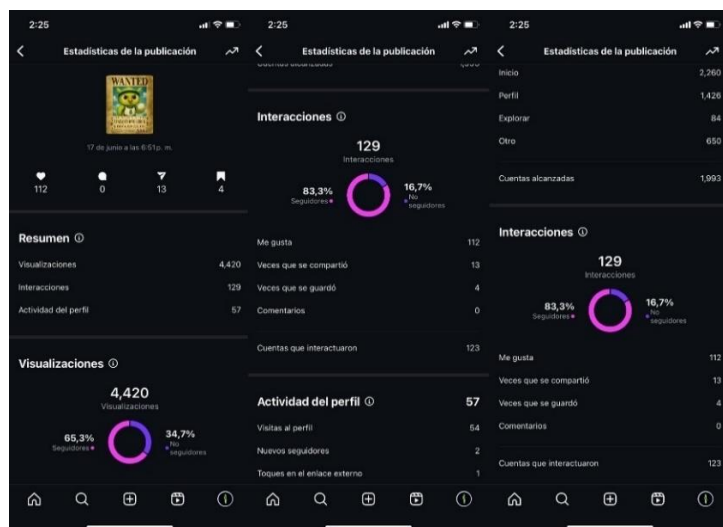 2:25
Estadísticas de la publicación
WANTED
17 de junio a las 6:51 p. m.
112 0 13 4
Resumen
Visualizaciones 4,420
Interacciones 129
Actividad del perfil 57
Visualizaciones
4,420
Visualizaciones
65,3% 34,7%
Seguidores No
seguidores
2:25
Estadísticas de la publicación
Cuentas alcanzadas 1,993
Interacciones
129
Interacciones
83,3% 16,7%
Seguidores No
seguidores
Me gusta 112
Veces que se compartió 13
Veces que se guardó 4
Comentarios 0
Cuentas que interactuaron 123
Actividad del perfil 57
Visitas al perfil 54
Nuevos seguidores 2
Toques en el enlace externo 1
2:25
Estadísticas de la publicación
Inicio 2,260
Perfil 1,426
Explorar 84
Otro 650
Cuentas alcanzadas 1,993
Interacciones
129
Interacciones
83,3% 16,7%
Seguidores No
seguidores
Me gusta 112
Veces que se compartió 13
Veces que se guardó 4
Comentarios 0
Cuentas que interactuaron 123